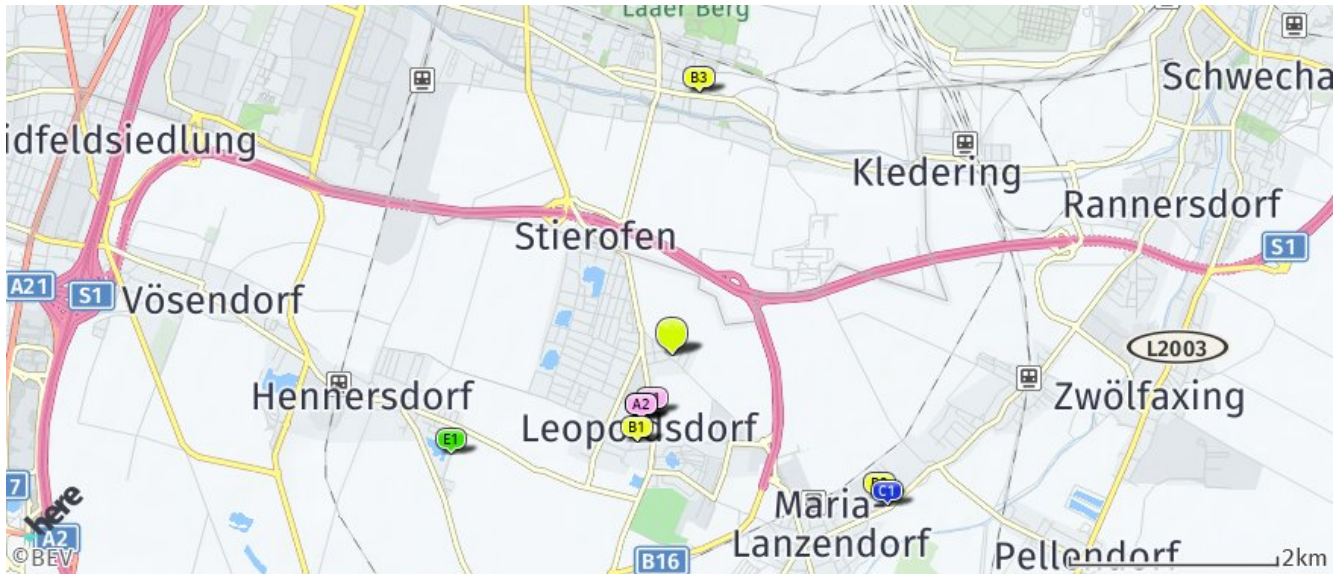 Laaer Berg
B3
Schwecha
idfeldsiedlung
Kledering
Rannersdorf
Stierofen
S1
A21
S1
Vösendorf
L2003
Hennersdorf
Zwölfaxing
A2
Leopoldsdorf
B1
E1
C1
7
Maria
Lanzendorf
here
A2
©BEV
B16
Pellendorf
2km